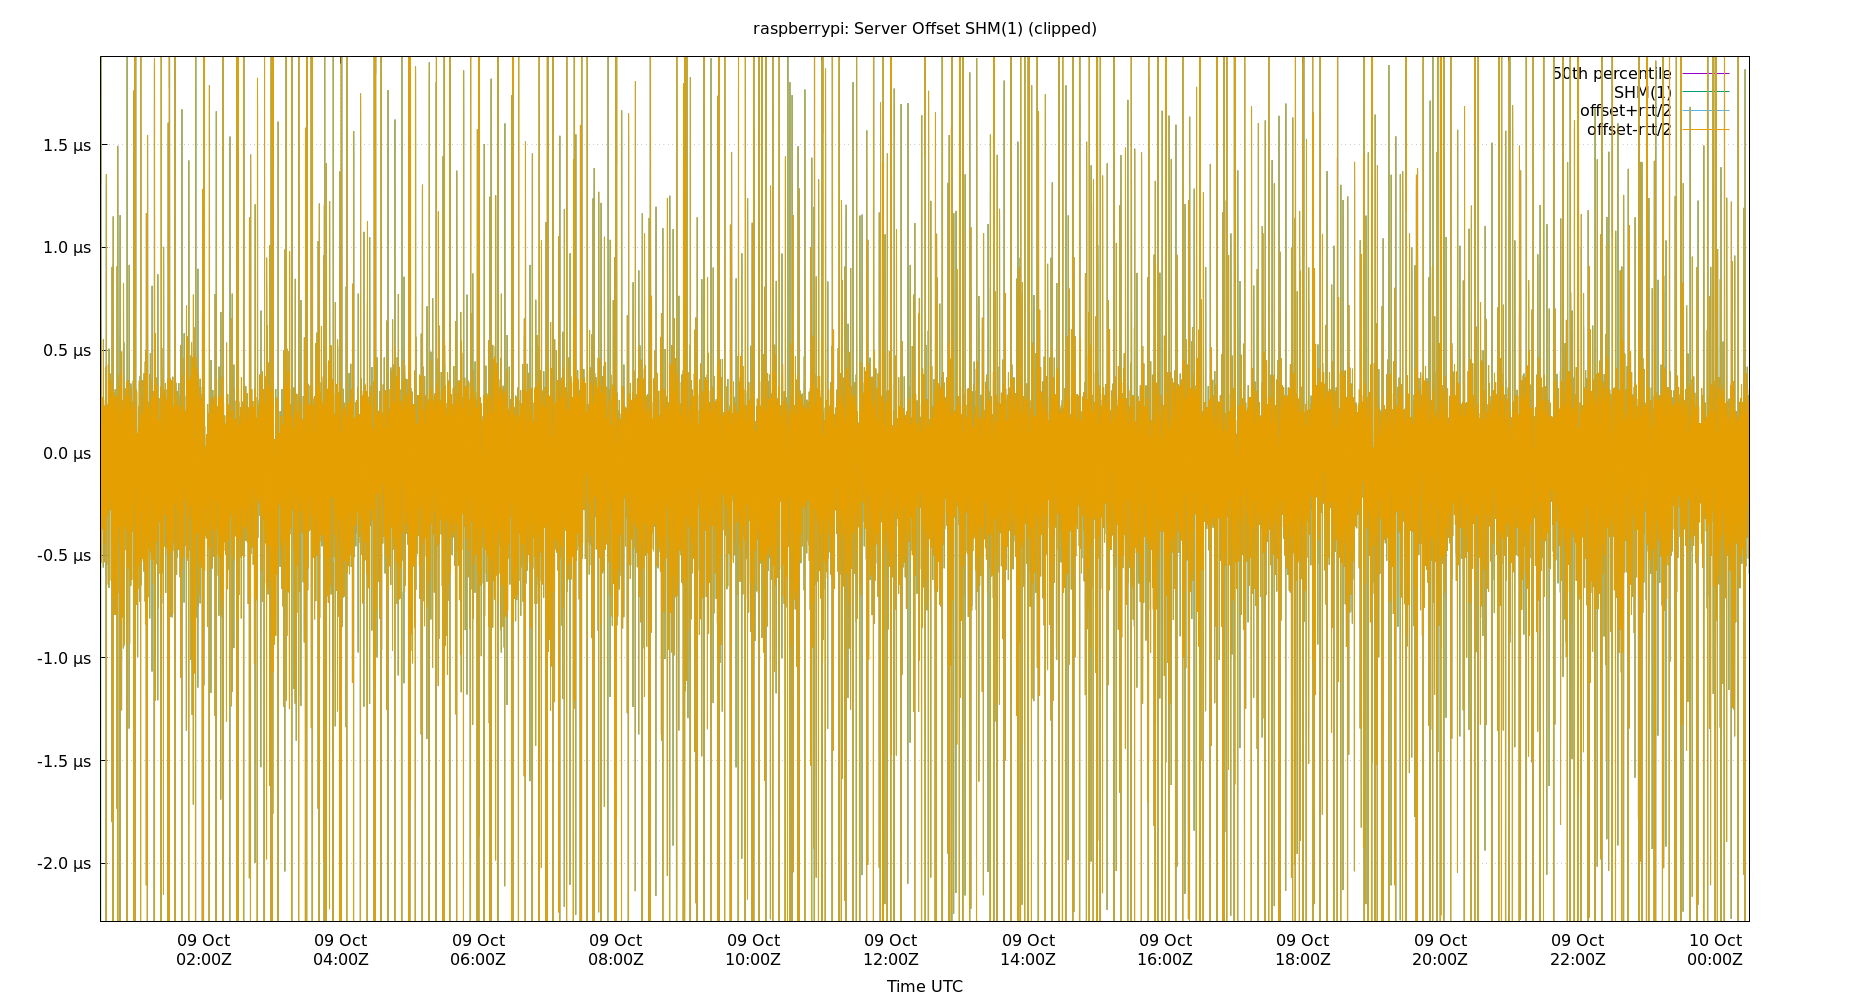 raspberrypi: Server Offset SHM(1) (clipped)
50th percentile
SHM(1)
offset+rtt/2
offset-rtt/2
1.5 µs
1.0 µs
0.5 µs
0.0 µs
-0.5 µs
-1.0 µs
-1.5 µs
-2.0 µs
09 Oct 09 Oct 09 Oct 09 Oct 09 Oct 09 Oct 09 Oct 09 Oct 09 Oct 09 Oct 09 Oct 10 Oct
02:00Z 04:00Z 06:00Z 08:00Z 10:00Z 12:00Z 14:00Z 16:00Z 18:00Z 20:00Z 22:00Z 00:00Z
Time UTC